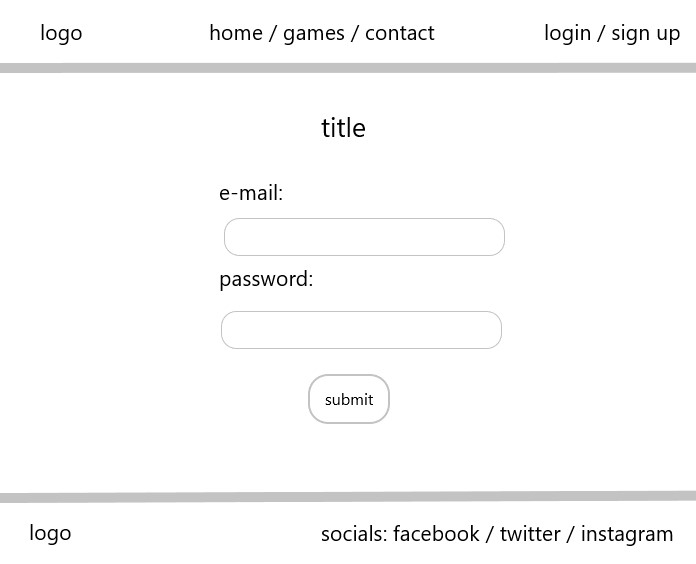 logo home / games / contact login / sign up
title
e-mail:
password:
submit
logo socials: facebook / twitter / instagram